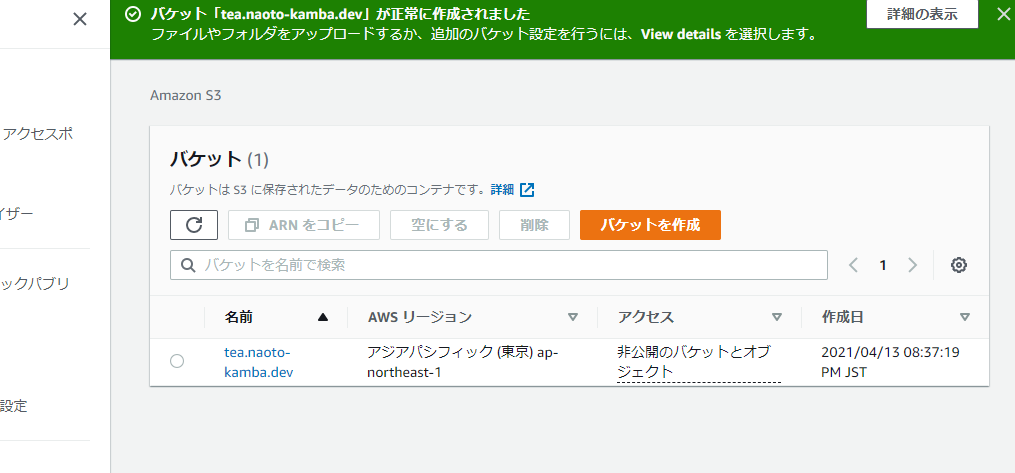 バケット「tea.naoto-kamba.dev」が正常に作成されました
ファイルやフォルダをアップロードするか、追加のバケット設定を行うには、View details を選択します。
詳細の表示
アクセスポ
イザー
ックパブリ
設定
Amazon S3
バケット (1)
バケットは S3 に保存されたデータのためのコンテナです。詳細
ARN をコピー
空にする
削除
バケットを作成
バケットを名前で検索
1
名前
AWS リージョン
アクセス
作成日
tea.naoto-
kamba.dev
アジアパシフィック (東京) ap-
northeast-1
非公開のバケットとオブ
ジェクト
2021/04/13 08:37:19
PM JST